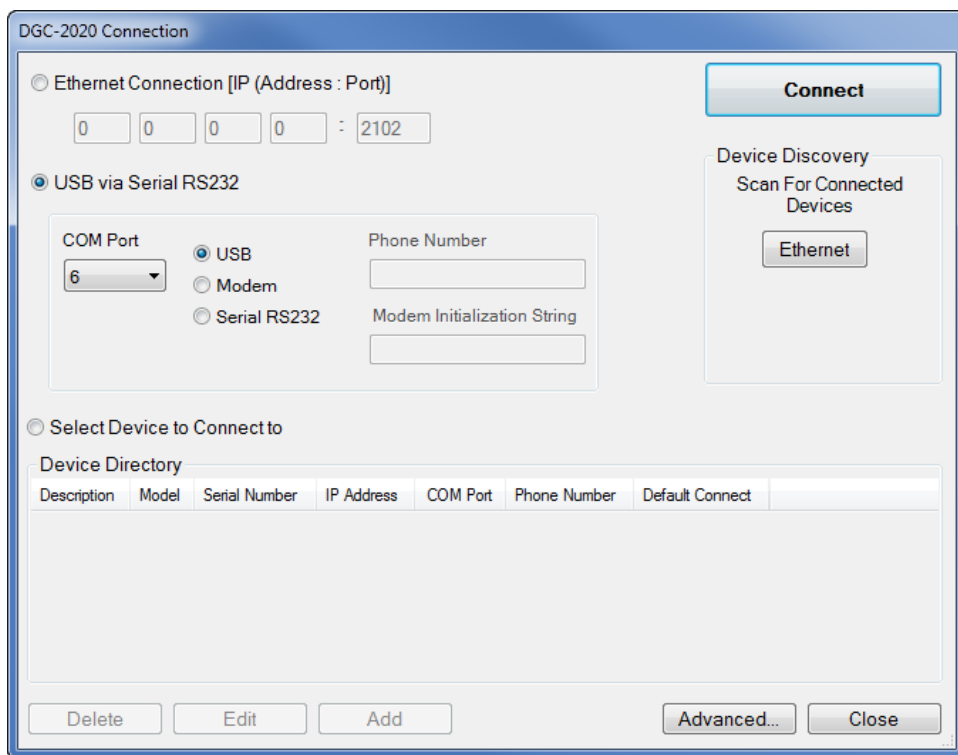 DGC-2020 Connection
Ethernet Connection [IP (Address : Port)]
0 0 0 0 : 2102
Connect
Device Discovery
Scan For Connected
Devices
Ethernet
USB via Serial RS232
COM Port
6
USB
Modem
Serial RS232
Phone Number
Modem Initialization String
Select Device to Connect to
Device Directory
Description Model Serial Number IP Address COM Port Phone Number Default Connect
Delete Edit Add Advanced... Close